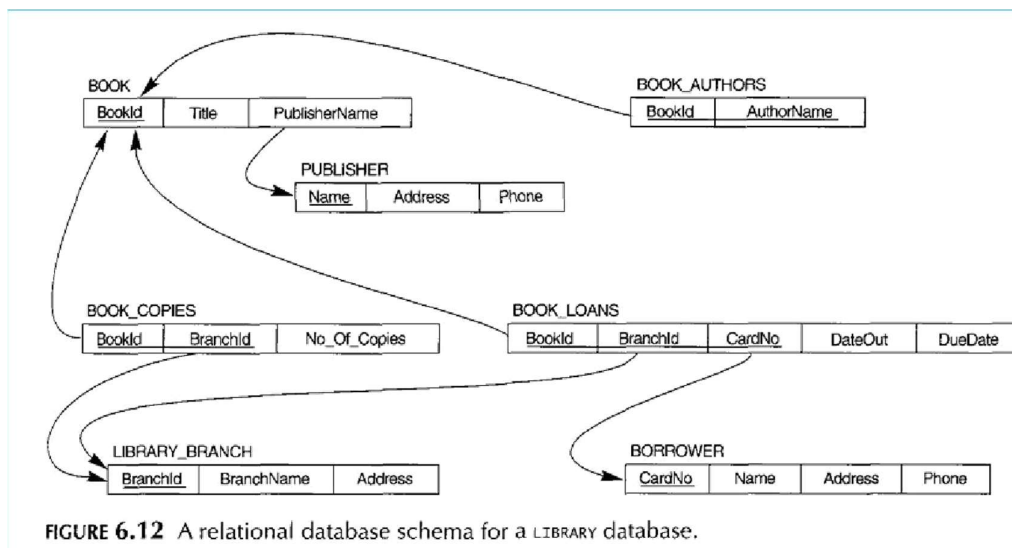 BOOK
BookId Title PublisherName
BOOK_AUTHORS
BookId AuthorName
PUBLISHER
Name Address Phone
BOOK_COPIES
BookId BranchId No_Of_Copies
BOOK_LOANS
BookId BranchId CardNo DateOut DueDate
LIBRARY_BRANCH
BranchId BranchName Address
BORROWER
CardNo Name Address Phone
FIGURE 6.12 A relational database schema for a LIBRARY database.